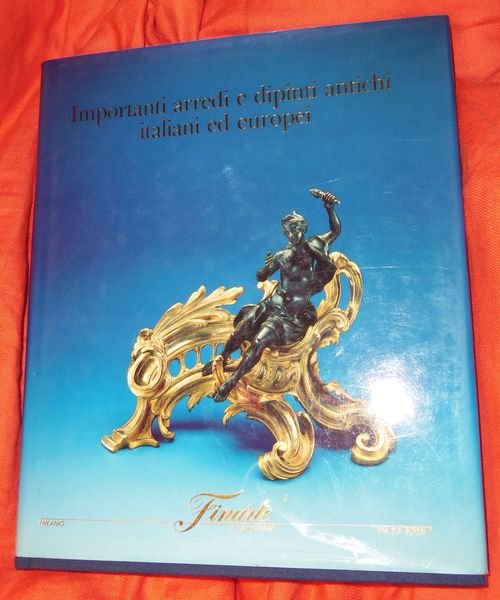 Importanti arredi e dipinti antichi
italiani ed europei
Finarte
MILANO